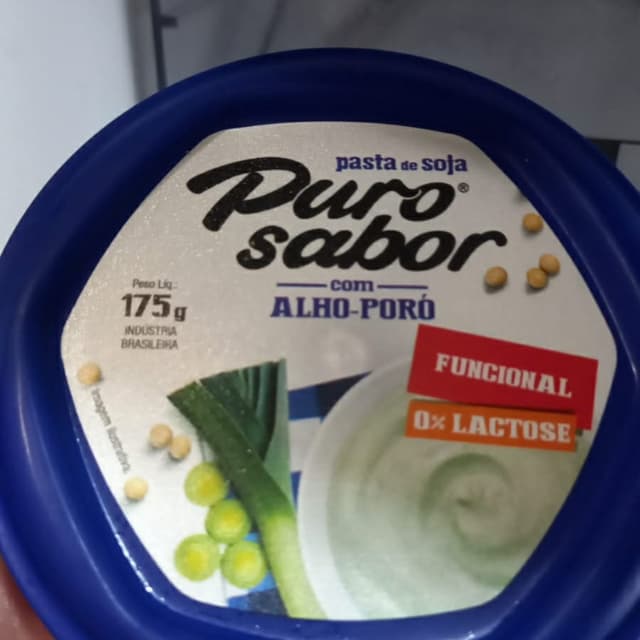 pasta de soja
Puro®
sabor
com
ALHO-PORÓ
Peso Líq.:
175g
INDÚSTRIA
BRASILEIRA
FUNCIONAL
0% LACTOSE
Imagem Ilustrativa.